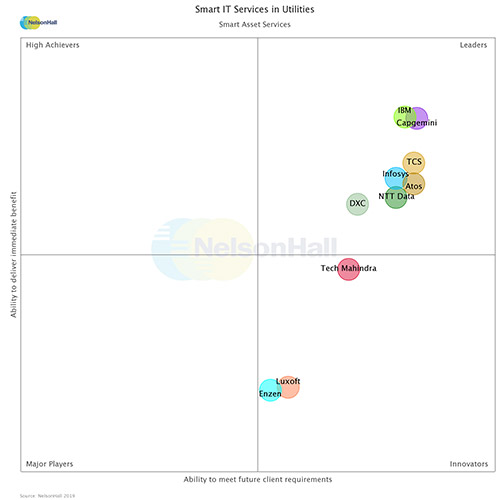 Smart IT Services in Utilities
NelsonHall
Smart Asset Services
High Achievers
Leaders
IBM
Capgemini
TCS
Infosys
Atos
NTT Data
DXC
Ability to deliver immediate benefit
NelsonHall
Tech Mahindra
Luxoft
Enzen
Major Players
Innovators
Ability to meet future client requirements
Source: NelsonHall 2019